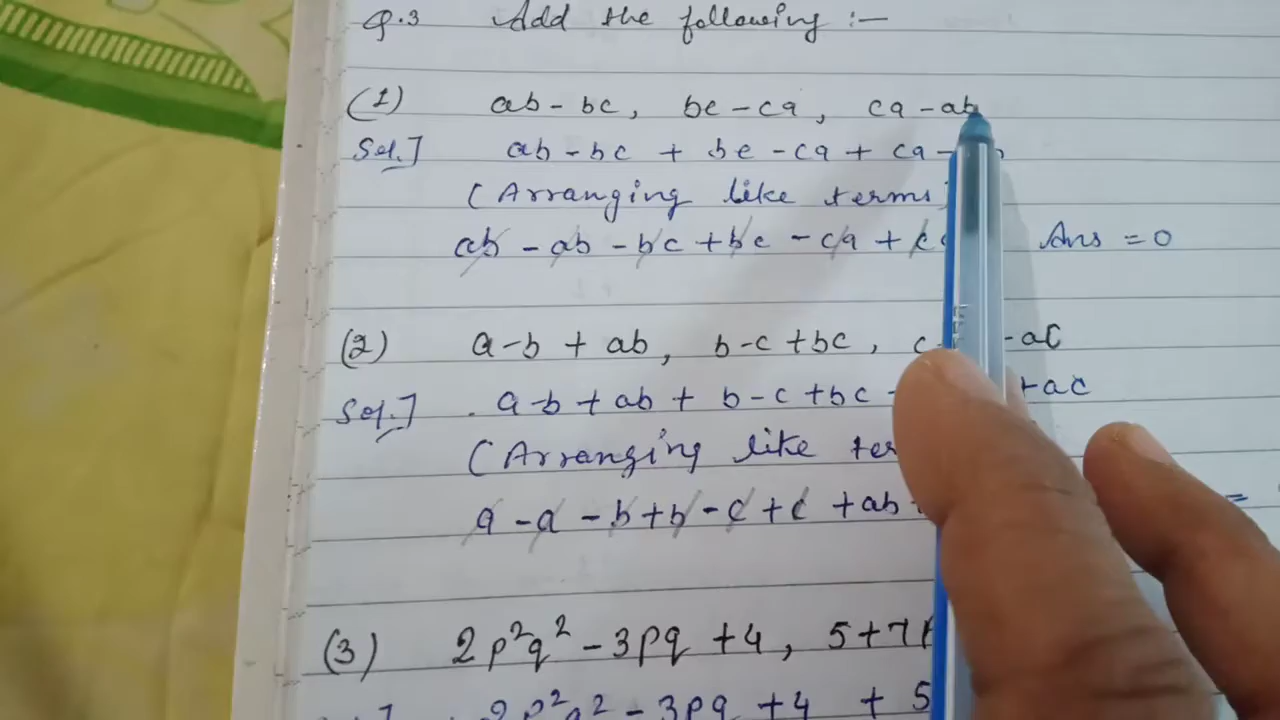 Q.3 Add the following :-
(1) ab - bc, bc - ca, ca - ab
Sol.] ab - bc + bc - ca + ca -
(Arranging like terms)
ab - ab - bc + bc - ca + c Ans = 0
(2) a - b + ab, b - c + bc, c - ac
Sol.] a - b + ab + b - c + bc + ac
(Arranging like
a - a - b + b - c + c + ab =
(3) 2p²q² - 3pq + 4, 5 + 7
2p²q² - 3pq + 4 + 5